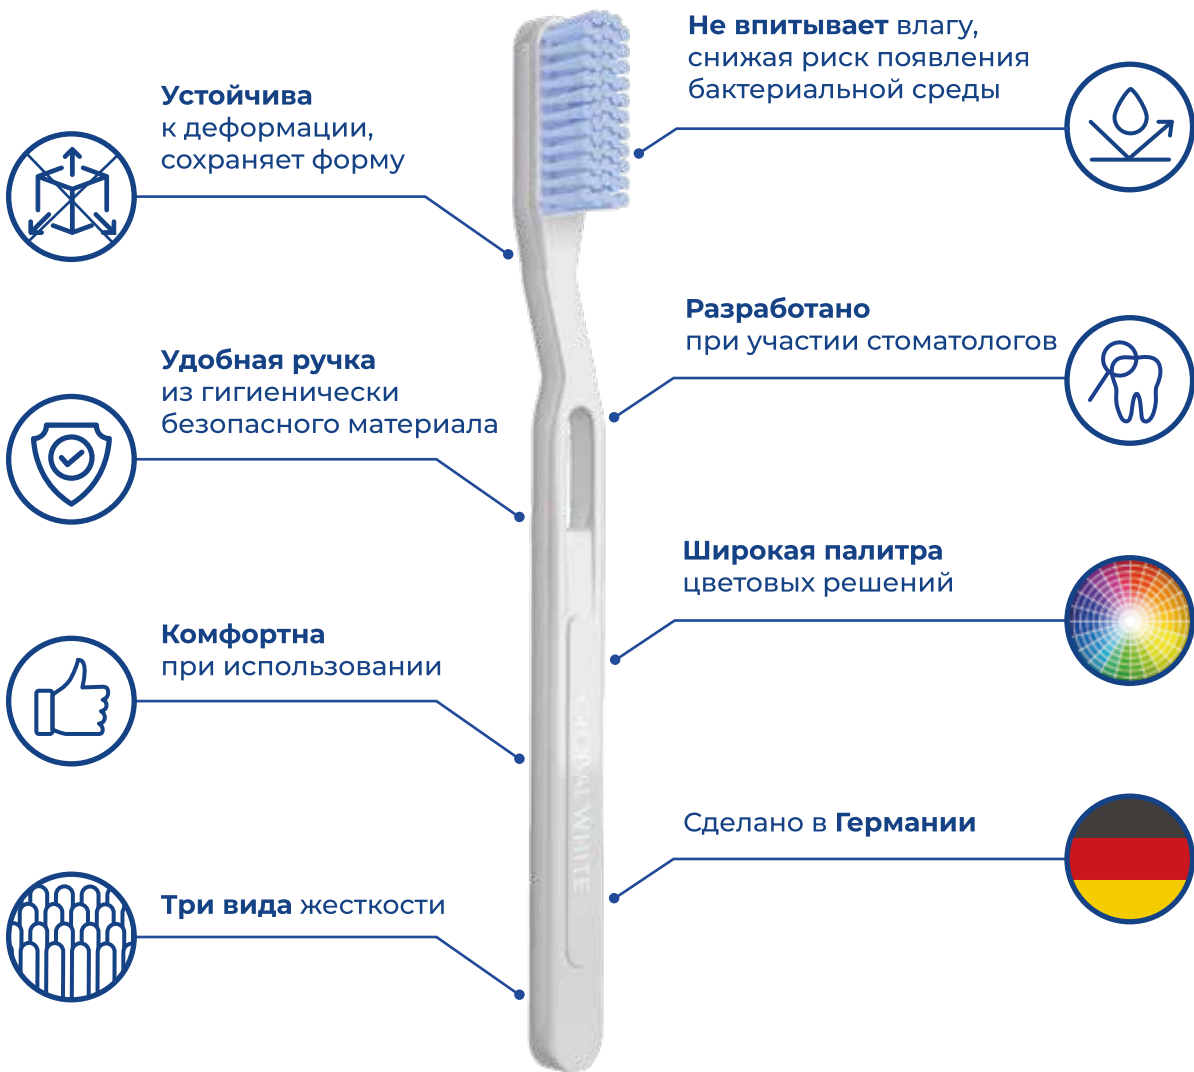 Устойчива
к деформации,
сохраняет форму
Удобная ручка
из гигиенически
безопасного материала
Комфортна
при использовании
Три вида жесткости
Не впитывает влагу,
снижая риск появления
бактериальной среды
Разработано
при участии стоматологов
Широкая палитра
цветовых решений
Сделано в Германии
WHITE